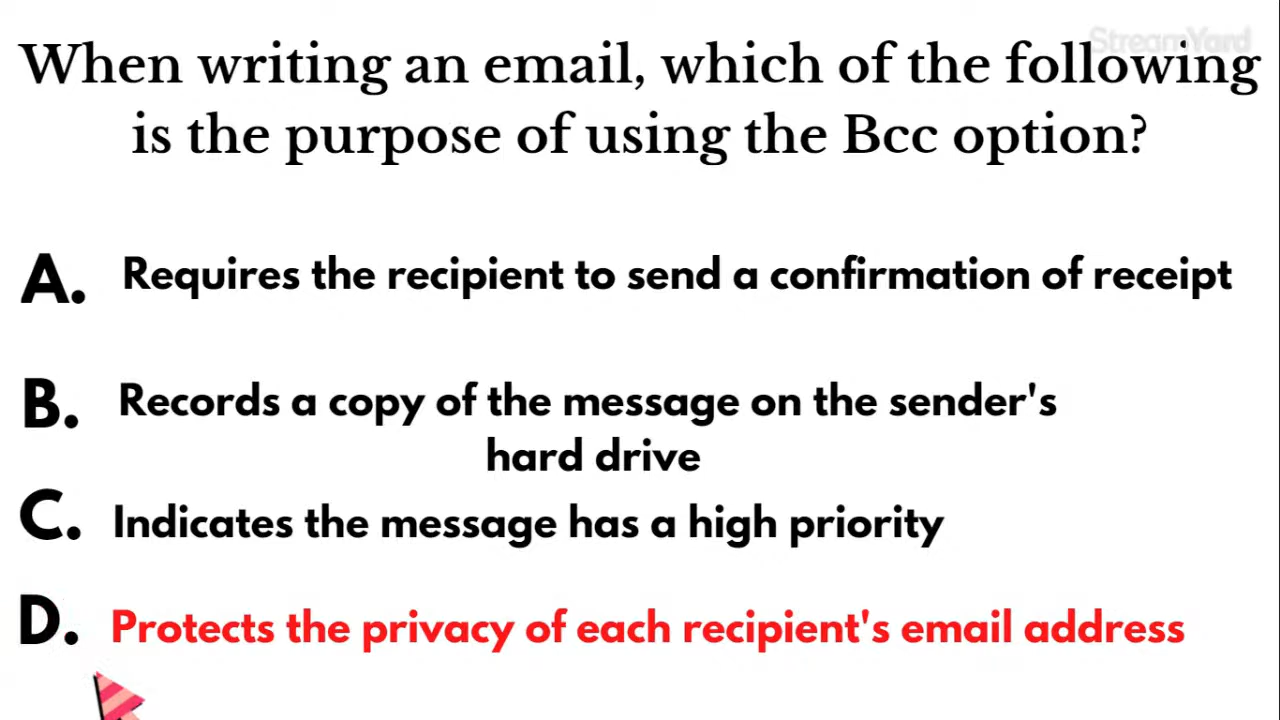 StreamYard
When writing an email, which of the following
is the purpose of using the Bcc option?
A. Requires the recipient to send a confirmation of receipt
B. Records a copy of the message on the sender's
hard drive
C. Indicates the message has a high priority
D. Protects the privacy of each recipient's email address